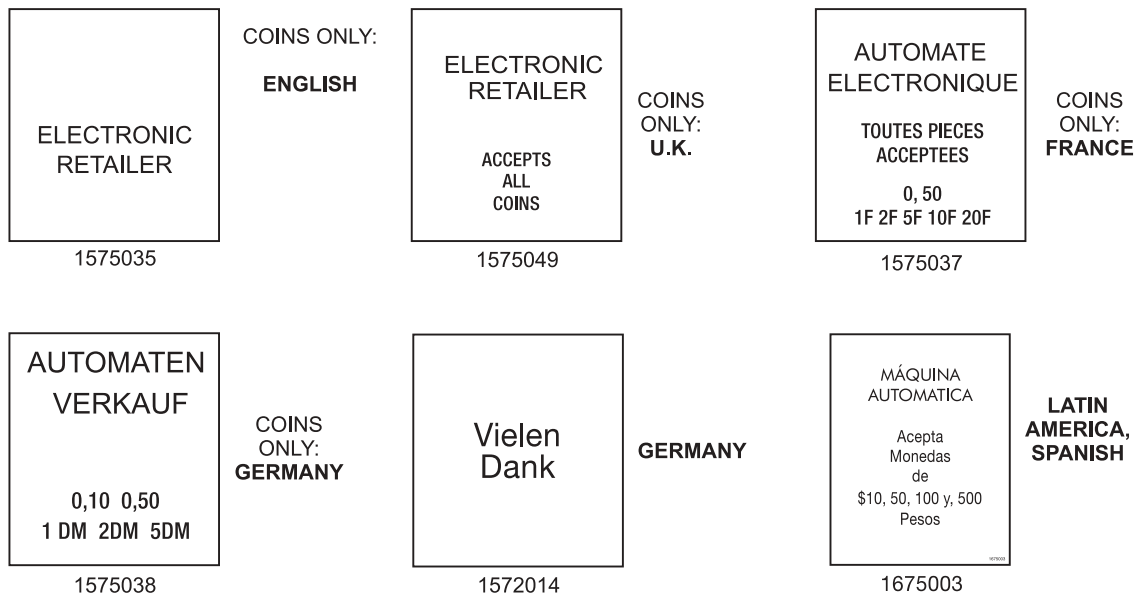 ELECTRONIC
RETAILER
1575035
COINS ONLY:
ENGLISH
ELECTRONIC
RETAILER
ACCEPTS
ALL
COINS
1575049
COINS
ONLY:
U.K.
AUTOMATE
ELECTRONIQUE
TOUTES PIECES
ACCEPTEES
0, 50
1F 2F 5F 10F 20F
1575037
COINS
ONLY:
FRANCE
AUTOMATEN
VERKAUF
0,10 0,50
1 DM 2DM 5DM
1575038
COINS
ONLY:
GERMANY
Vielen
Dank
1572014
GERMANY
MÁQUINA
AUTOMATICA
Acepta
Monedas
de
$10, 50, 100 y, 500
Pesos
1675003
1675003
LATIN
AMERICA,
SPANISH